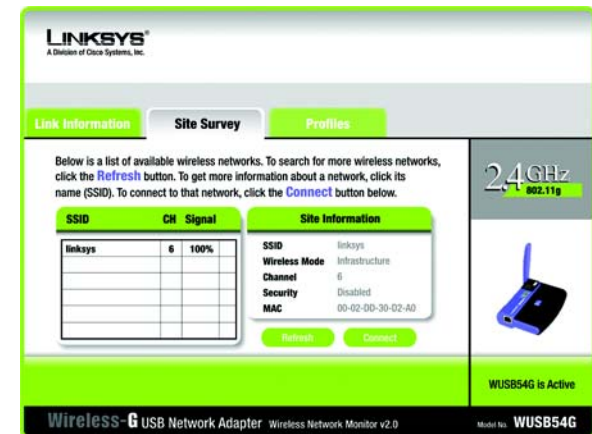 LINKSYS®
A Division of Cisco Systems, Inc.
Link Information
Site Survey
Profiles
Below is a list of available wireless networks. To search for more wireless networks,
click the Refresh button. To get more information about a network, click its
name (SSID). To connect to that network, click the Connect button below.
SSID CH Signal
linksys 6 100%
Site Information
SSID linksys
Wireless Mode Infrastructure
Channel 6
Security Disabled
MAC 00-02-DD-30-D2-A0
Refresh Connect
2,4GHz
802.11g
WUSB54G is Active
Wireless-G USB Network Adapter Wireless Network Monitor v2.0
Model No. WUSB54G